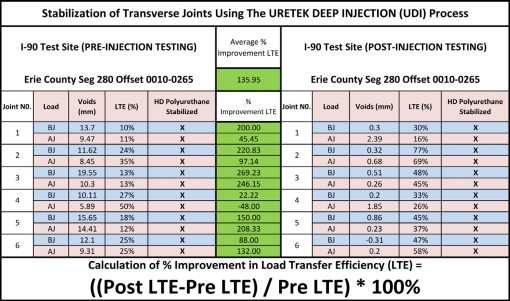 Stabilization of Transverse Joints Using The URETEK DEEP INJECTION (UDI) Process
I-90 Test Site (PRE-INJECTION TESTING) Average % Improvement LTE I-90 Test Site (POST-INJECTION TESTING)
Erie County Seg 280 Offset 0010-0265 135.95 Erie County Seg 280 Offset 0010-0265
Joint N0. Load Voids (mm) LTE (%) HD Polyurethane Stabilized % Improvement LTE Joint N0. Load Voids (mm) LTE (%) HD Polyurethane Stabilized
1 BJ 13.7 10% X 200.00 1 BJ 0.3 30% X
AJ 9.47 11% X 45.45 AJ 2.39 16% X
2 BJ 11.62 24% X 220.83 2 BJ 0.32 77% X
AJ 8.45 35% X 97.14 AJ 0.68 69% X
3 BJ 19.55 13% X 269.23 3 BJ 0.51 48% X
AJ 10.3 13% X 246.15 AJ 0.26 45% X
4 BJ 10.11 27% X 22.22 4 BJ 0.2 33% X
AJ 5.89 50% X -48.00 AJ 1.85 26% X
5 BJ 15.65 18% X 150.00 5 BJ 0.86 45% X
AJ 14.41 12% X 208.33 AJ 0.23 37% X
6 BJ 12.1 25% X 88.00 6 BJ -0.31 47% X
AJ 9.31 25% X 132.00 AJ 0.2 58% X
Calculation of % Improvement in Load Transfer Efficiency (LTE) =
((Post LTE-Pre LTE) / Pre LTE) * 100%